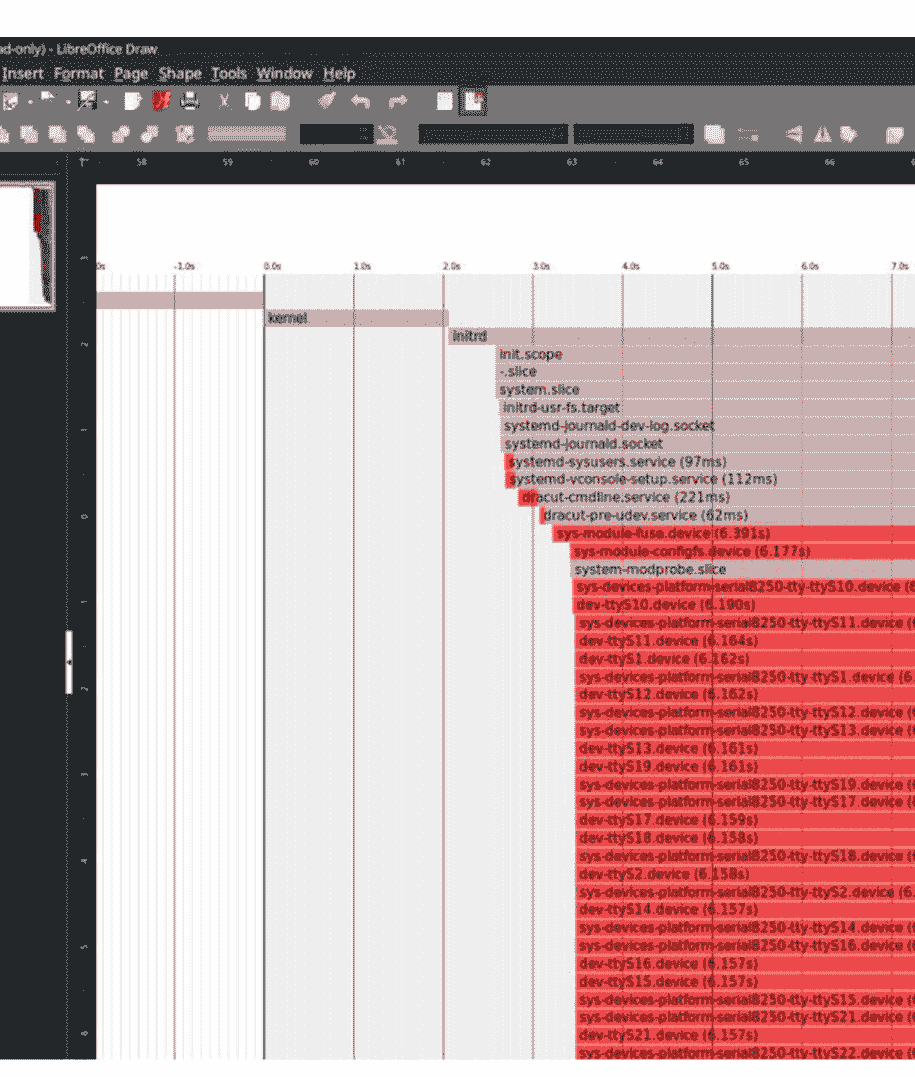 ad-only) - LibreOffice Draw
Insert Format Page Shape Tools Window Help
58 59 60 61 62 63 64 65 66
0s -1.0s 0.0s 1.0s 2.0s 3.0s 4.0s 5.0s 6.0s 7.0s
kernel
initrd
init.scope
-.slice
system.slice
initrd-usr-fs.target
systemd-journald-dev-log.socket
systemd-journald.socket
systemd-sysusers.service (97ms)
systemd-vconsole-setup.service (112ms)
dracut-cmdline.service (221ms)
dracut-pre-udev.service (62ms)
sys-module-fuse.device (6.391s)
sys-module-configfs.device (6.177s)
system-modprobe.slice
sys-devices-platform-serial8250-tty-ttyS10.device (6
dev-ttyS10.device (6.190s)
sys-devices-platform-serial8250-tty-ttyS11.device (
dev-ttyS11.device (6.164s)
dev-ttyS1.device (6.162s)
sys-devices-platform-serial8250-tty-ttyS1.device (6.
dev-ttyS12.device (6.162s)
sys-devices-platform-serial8250-tty-ttyS12.device (
sys-devices-platform-serial8250-tty-ttyS13.device (
dev-ttyS13.device (6.161s)
dev-ttyS19.device (6.161s)
sys-devices-platform-serial8250-tty-ttyS19.device (
sys-devices-platform-serial8250-tty-ttyS17.device (
dev-ttyS17.device (6.159s)
dev-ttyS18.device (6.158s)
sys-devices-platform-serial8250-tty-ttyS18.device (
dev-ttyS2.device (6.158s)
sys-devices-platform-serial8250-tty-ttyS2.device (6.
dev-ttyS14.device (6.157s)
sys-devices-platform-serial8250-tty-ttyS14.device (
sys-devices-platform-serial8250-tty-ttyS16.device (
dev-ttyS16.device (6.157s)
dev-ttyS15.device (6.157s)
sys-devices-platform-serial8250-tty-ttyS15.device (
sys-devices-platform-serial8250-tty-ttyS21.device (
dev-ttyS21.device (6.157s)
sys-devices-platform-serial8250-tty-ttyS22.device (